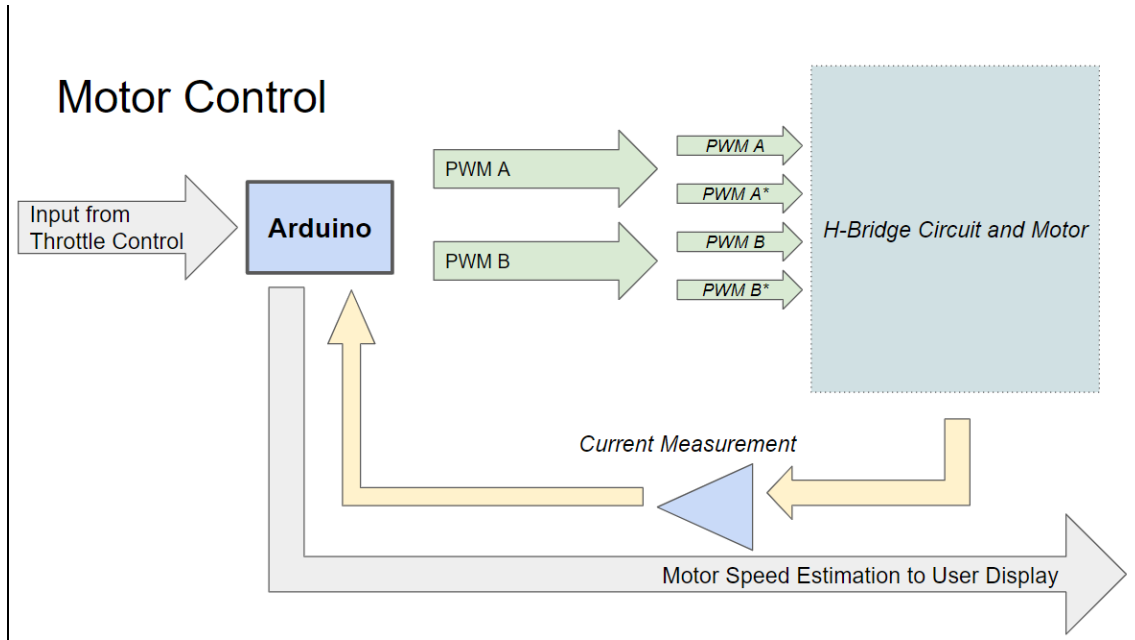 Motor Control
Input from
Throttle Control
Arduino
PWM A
PWM B
PWM A
PWM A*
PWM B
PWM B*
H-Bridge Circuit and Motor
Current Measurement
Motor Speed Estimation to User Display